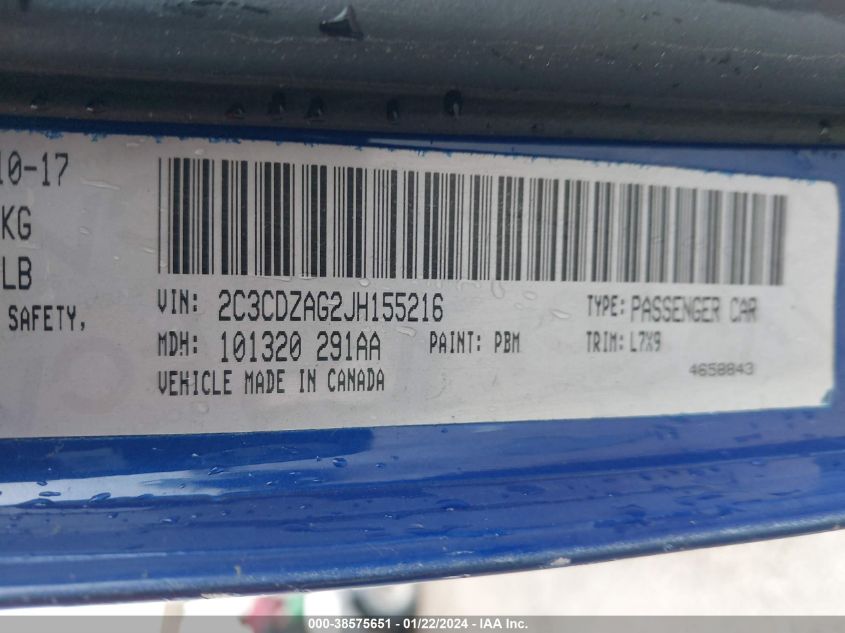 10-17
KG
LB
SAFETY,
VIN: 2C3CDZAG2JH155216
TYPE: PASSENGER CAR
MDH: 101320 291AA
PAINT: PBM
TRIM: L7X9
VEHICLE MADE IN CANADA
4658843
000-38575651 - 01/22/2024 - IAA Inc.